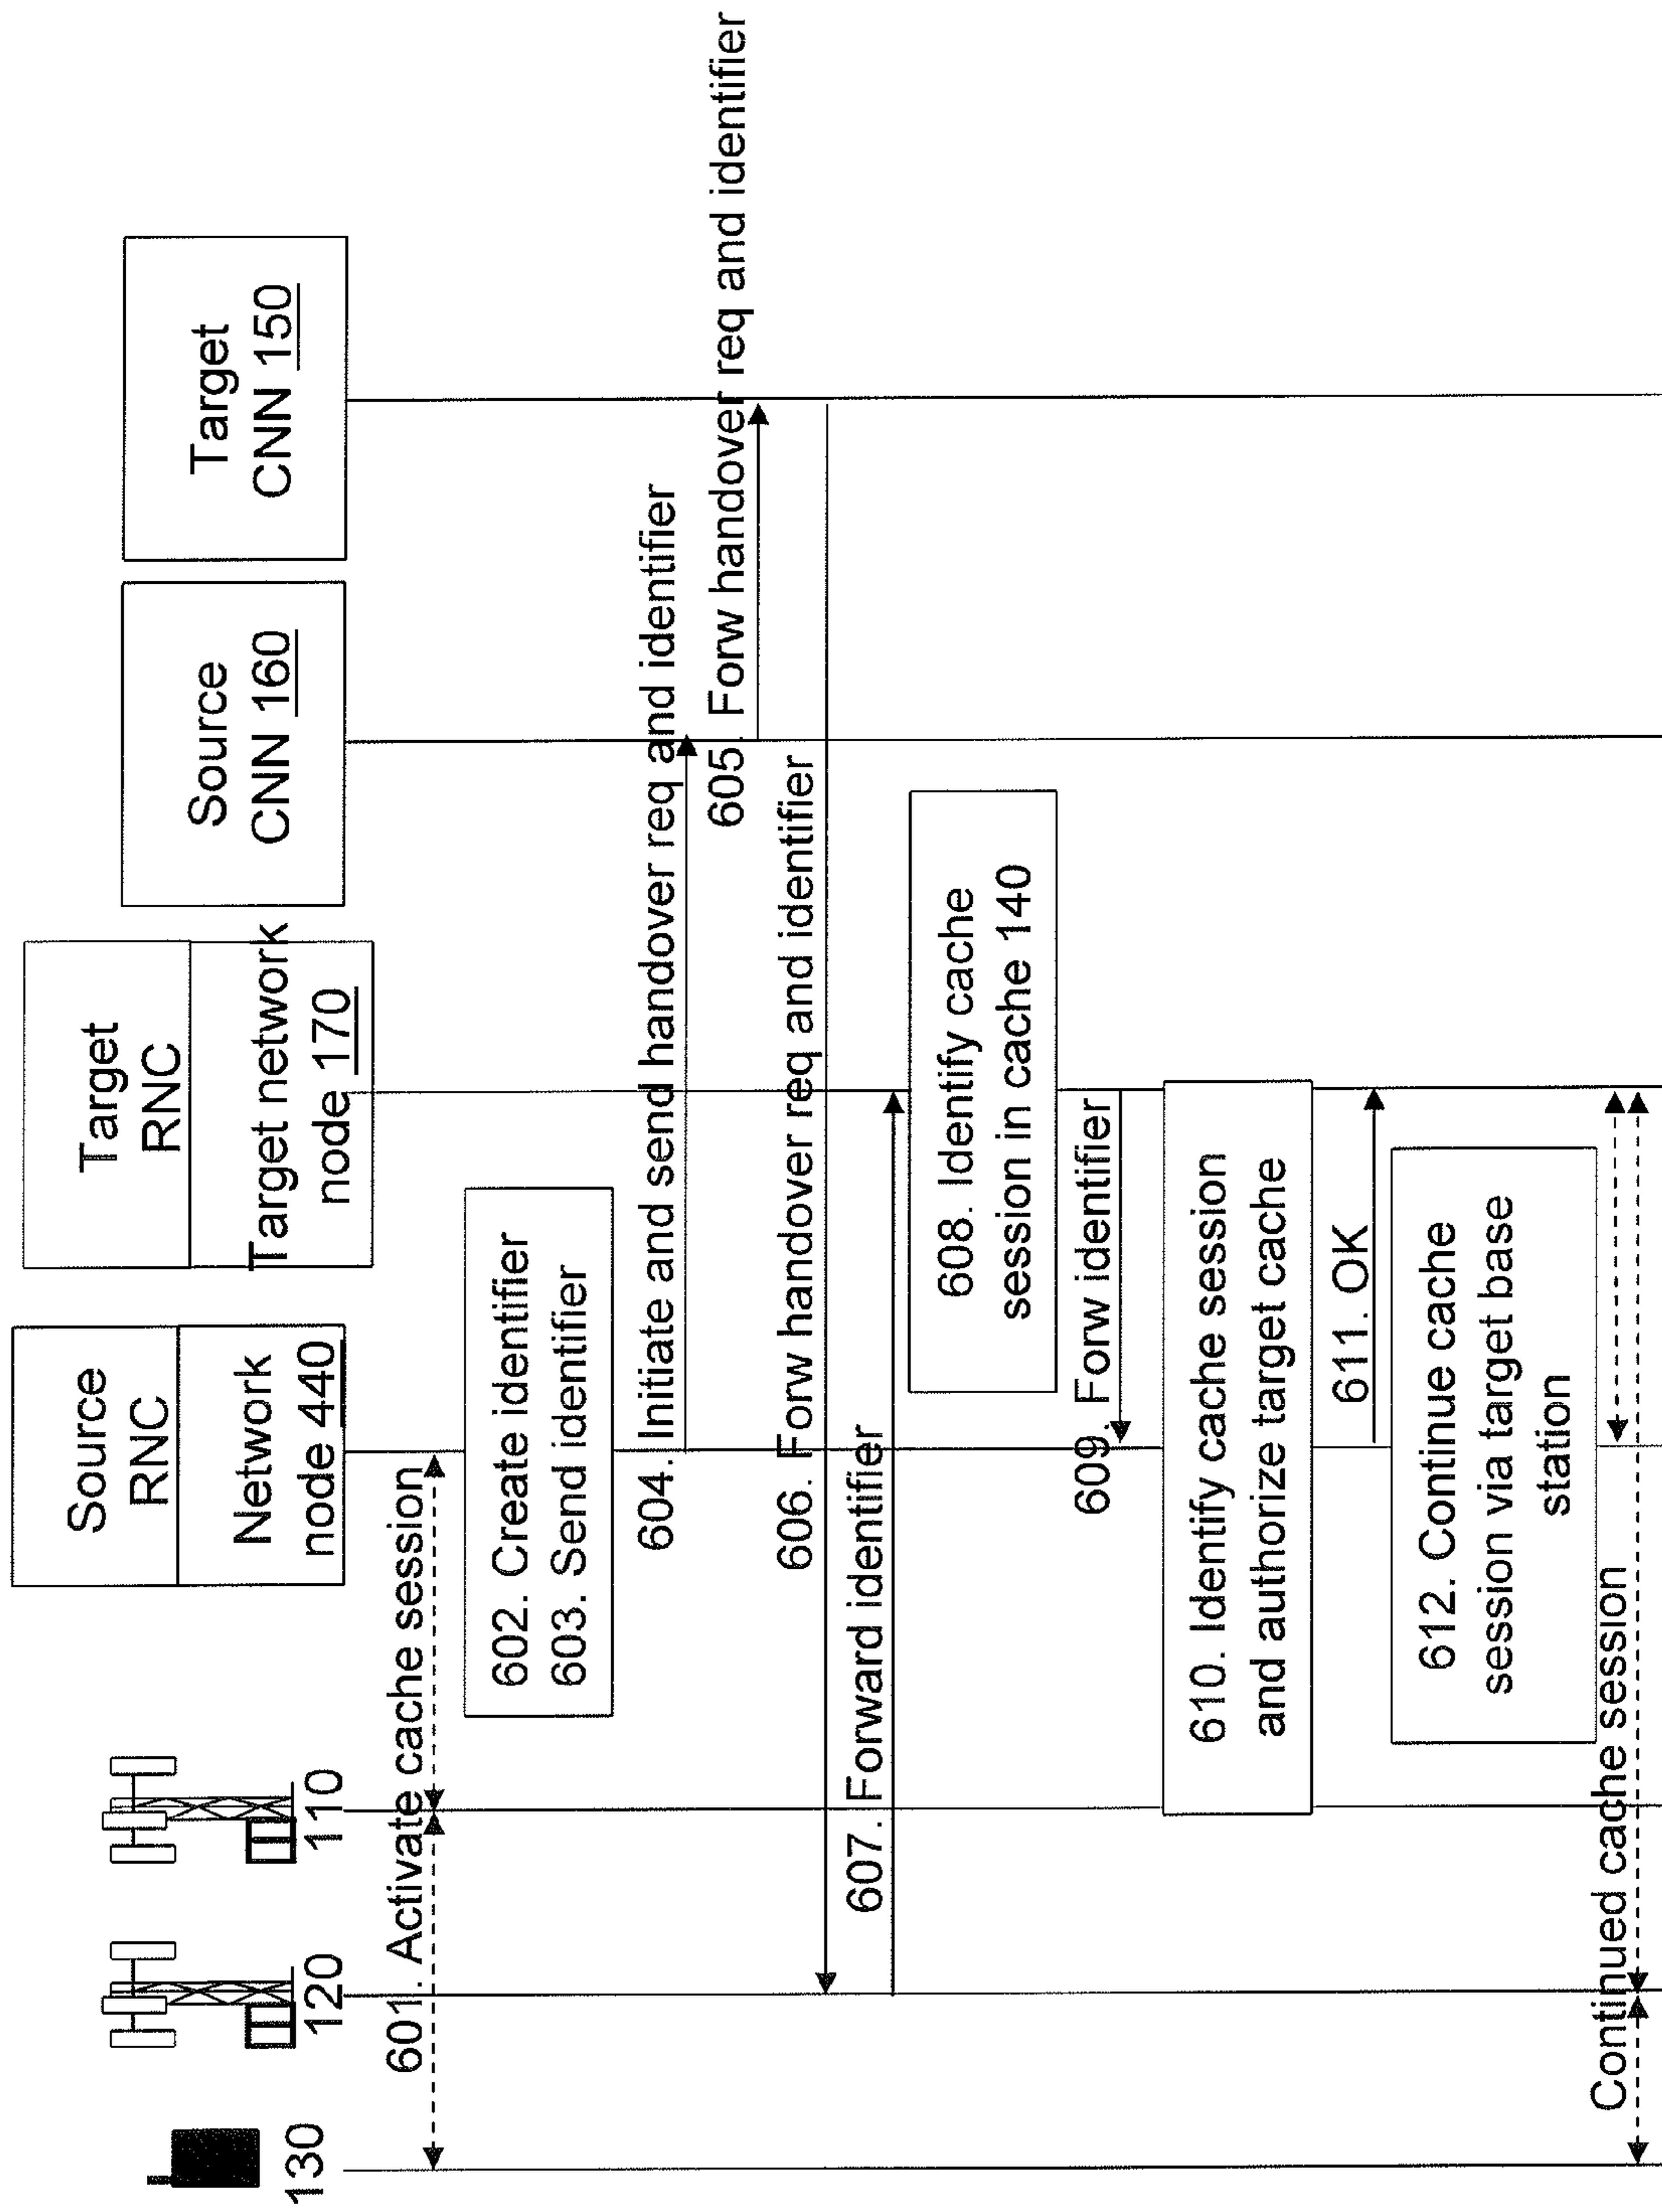 130
120
110
Source
RNC
Network
node 440
Target
RNC
Target network
node 170
Source
CNN 160
Target
CNN 150
601. Activate cache session
602. Create identifier
603. Send identifier
604. Initiate and send handover req and identifier
605. Forw handover req and identifier
606. Forw handover req and identifier
607. Forward identifier
608. Identify cache
session in cache 140
609. Forw identifier
610. Identify cache session
and authorize target cache
611. OK
612. Continue cache
session via target base
station
Continued cache session